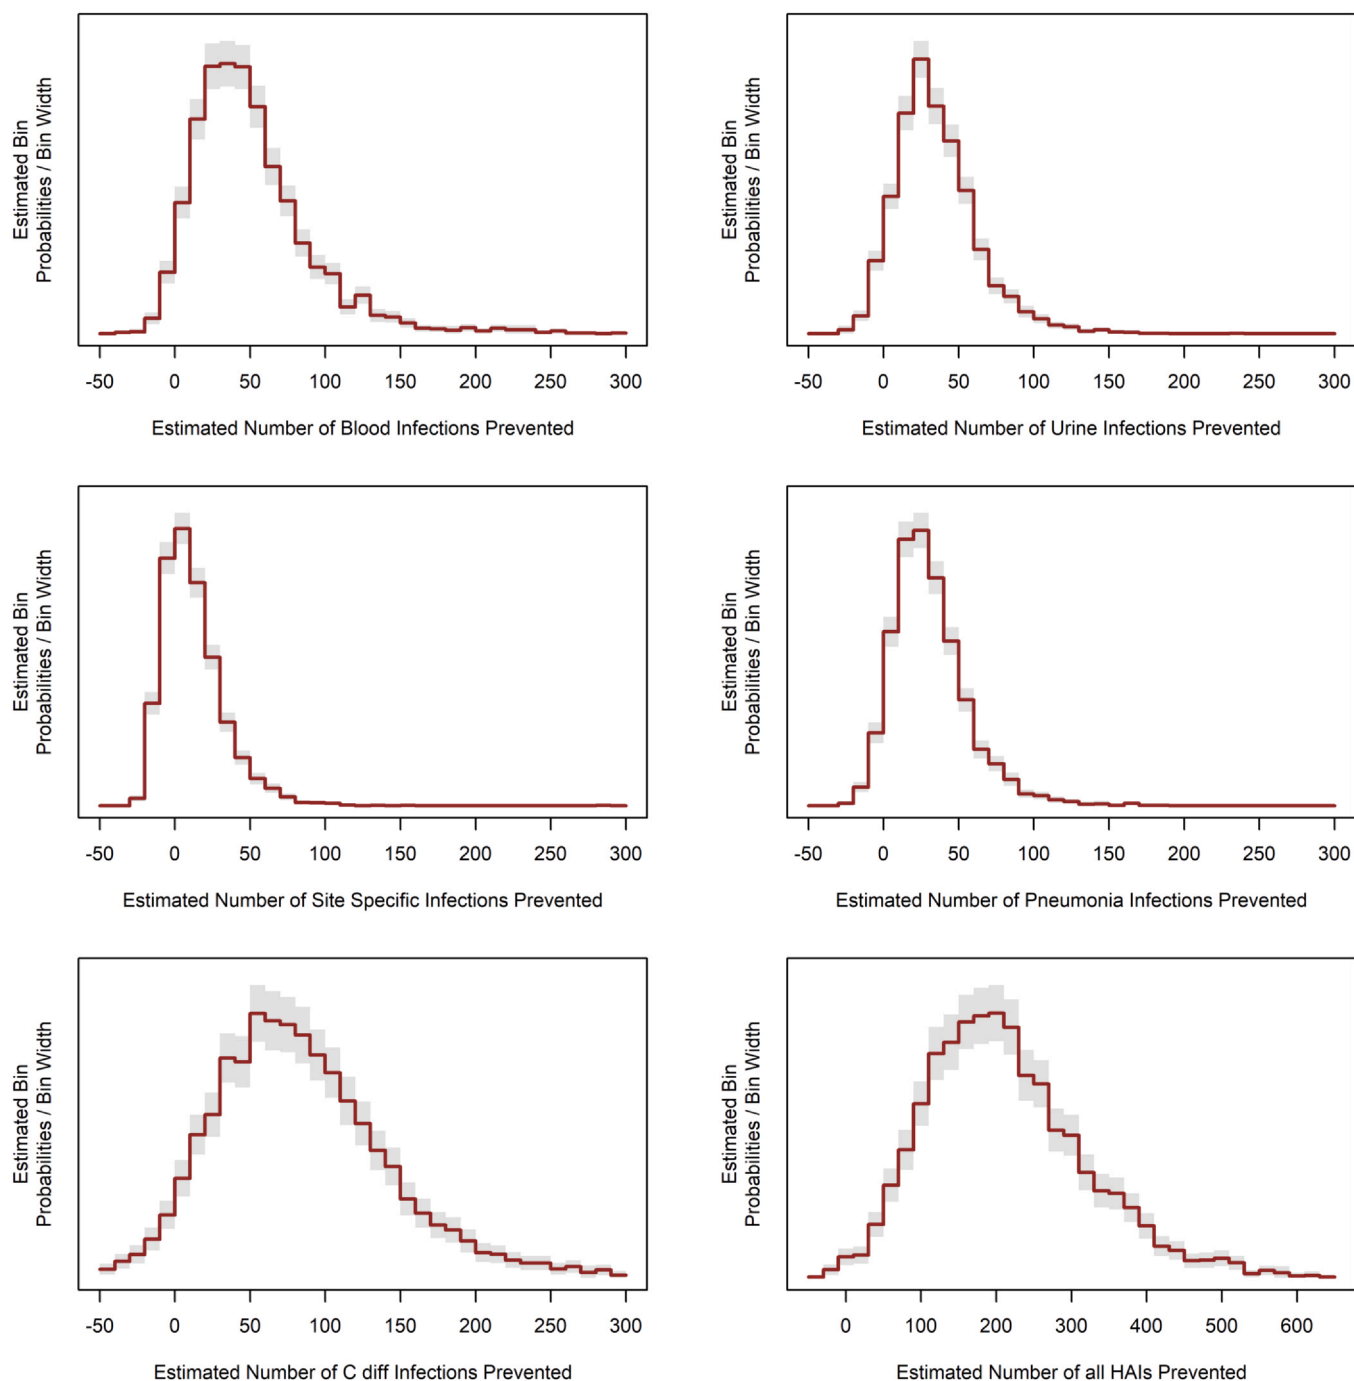 Estimated Bin
Probabilities / Bin Width
-50 0 50 100 150 200 250 300
Estimated Number of Blood Infections Prevented
Estimated Bin
Probabilities / Bin Width
-50 0 50 100 150 200 250 300
Estimated Number of Urine Infections Prevented
Estimated Bin
Probabilities / Bin Width
-50 0 50 100 150 200 250 300
Estimated Number of Site Specific Infections Prevented
Estimated Bin
Probabilities / Bin Width
-50 0 50 100 150 200 250 300
Estimated Number of Pneumonia Infections Prevented
Estimated Bin
Probabilities / Bin Width
-50 0 50 100 150 200 250 300
Estimated Number of C diff Infections Prevented
Estimated Bin
Probabilities / Bin Width
0 100 200 300 400 500 600
Estimated Number of all HAIs Prevented